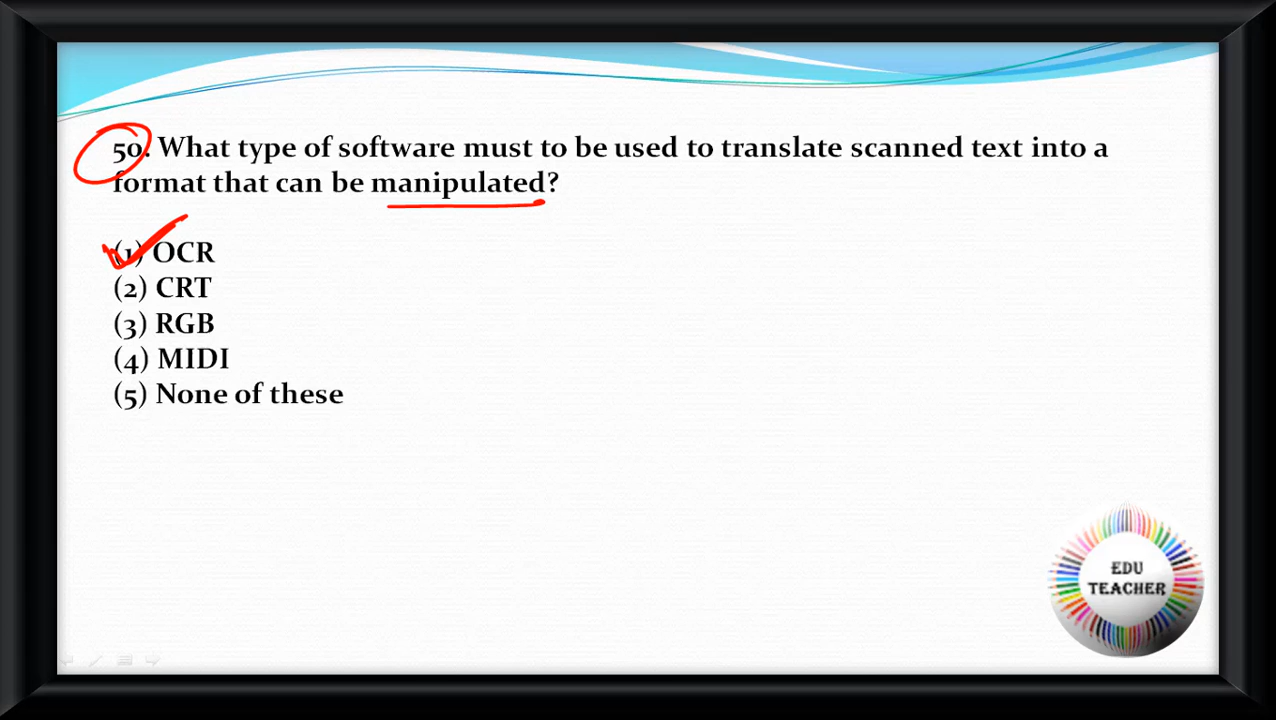 50. What type of software must to be used to translate scanned text into a
format that can be manipulated?
(1) OCR
(2) CRT
(3) RGB
(4) MIDI
(5) None of these
EDU
TEACHER